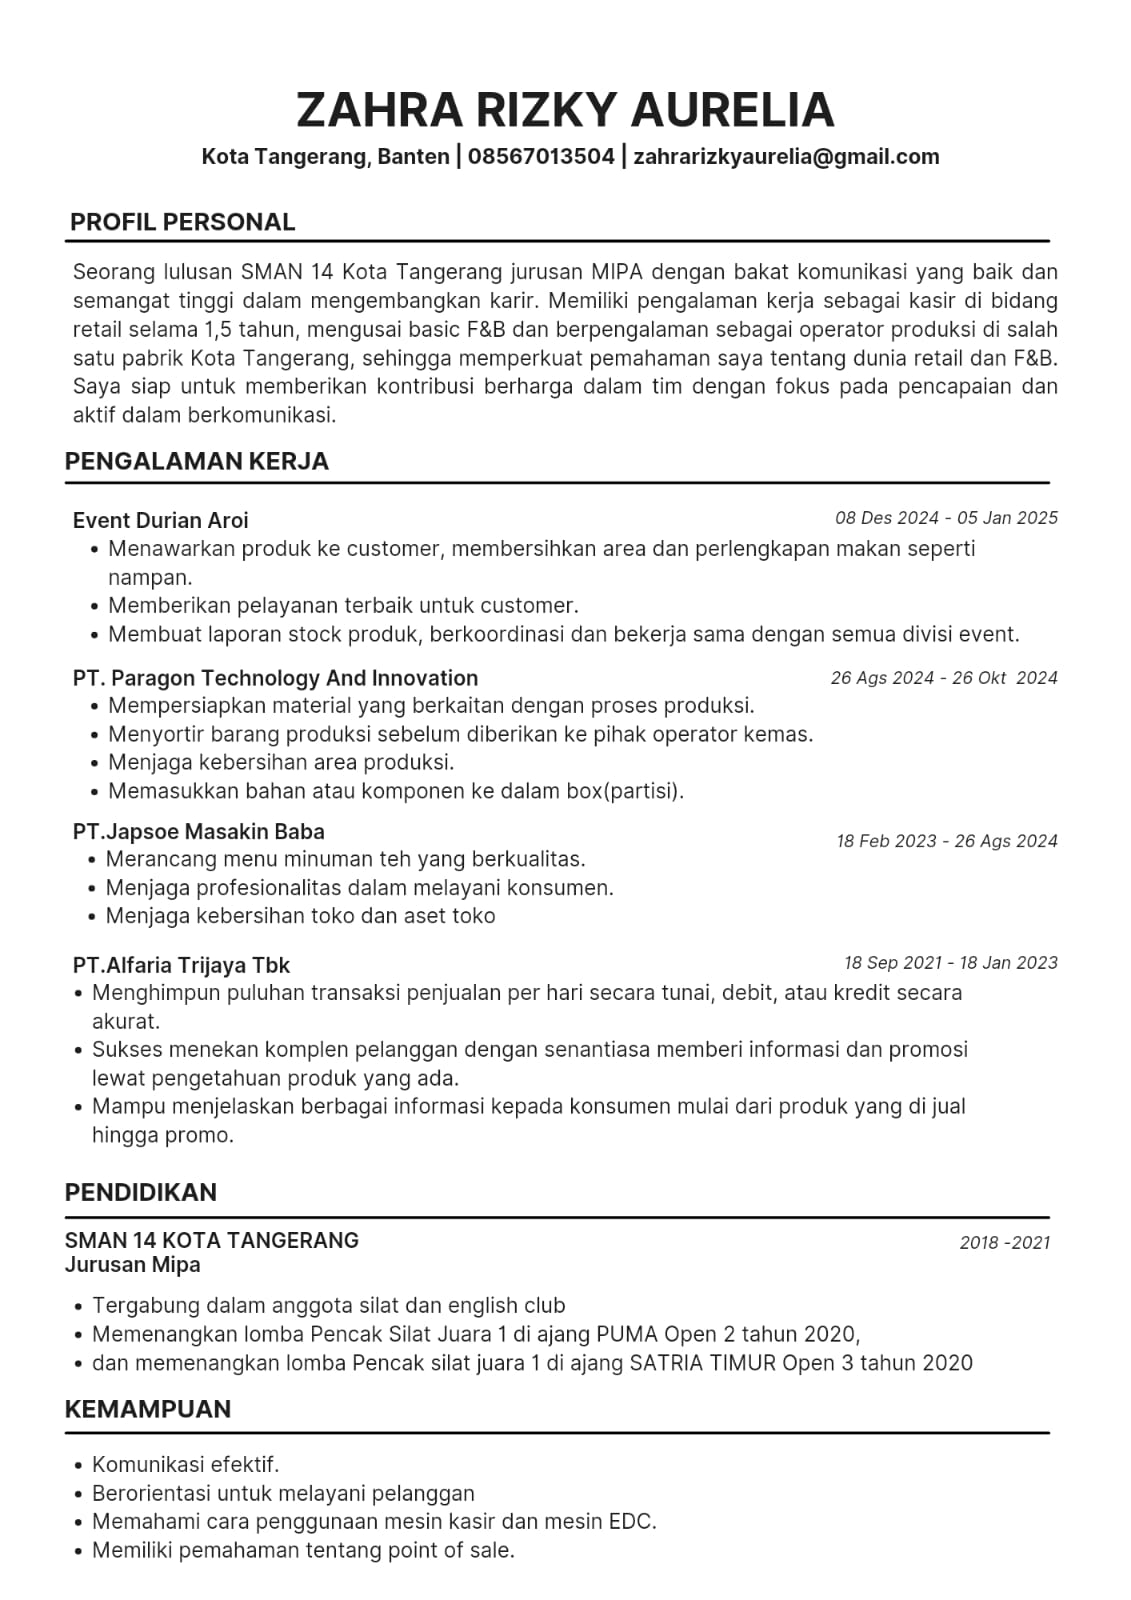 ZAHRA RIZKY AURELIA
Kota Tangerang, Banten | 08567013504 | zahrarizkyaurelia@gmail.com
PROFIL PERSONAL
Seorang lulusan SMAN 14 Kota Tangerang jurusan MIPA dengan bakat komunikasi yang baik dan
semangat tinggi dalam mengembangkan karir. Memiliki pengalaman kerja sebagai kasir di bidang
retail selama 1,5 tahun, mengusai basic F&B dan berpengalaman sebagai operator produksi di salah
satu pabrik Kota Tangerang, sehingga memperkuat pemahaman saya tentang dunia retail dan F&B.
Saya siap untuk memberikan kontribusi berharga dalam tim dengan fokus pada pencapaian dan
aktif dalam berkomunikasi.
PENGALAMAN KERJA
Event Durian Aroi 08 Des 2024 - 05 Jan 2025
• Menawarkan produk ke customer, membersihkan area dan perlengkapan makan seperti
nampan.
• Memberikan pelayanan terbaik untuk customer.
• Membuat laporan stock produk, berkoordinasi dan bekerja sama dengan semua divisi event.
PT. Paragon Technology And Innovation 26 Ags 2024 - 26 Okt 2024
• Mempersiapkan material yang berkaitan dengan proses produksi.
• Menyortir barang produksi sebelum diberikan ke pihak operator kemas.
• Menjaga kebersihan area produksi.
• Memasukkan bahan atau komponen ke dalam box(partisi).
PT.Japsoe Masakin Baba 18 Feb 2023 - 26 Ags 2024
• Merancang menu minuman teh yang berkualitas.
• Menjaga profesionalitas dalam melayani konsumen.
• Menjaga kebersihan toko dan aset toko
PT.Alfaria Trijaya Tbk 18 Sep 2021 - 18 Jan 2023
• Menghimpun puluhan transaksi penjualan per hari secara tunai, debit, atau kredit secara
akurat.
• Sukses menekan komplen pelanggan dengan senantiasa memberi informasi dan promosi
lewat pengetahuan produk yang ada.
• Mampu menjelaskan berbagai informasi kepada konsumen mulai dari produk yang di jual
hingga promo.
PENDIDIKAN
SMAN 14 KOTA TANGERANG 2018 -2021
Jurusan Mipa
• Tergabung dalam anggota silat dan english club
• Memenangkan lomba Pencak Silat Juara 1 di ajang PUMA Open 2 tahun 2020,
• dan memenangkan lomba Pencak silat juara 1 di ajang SATRIA TIMUR Open 3 tahun 2020
KEMAMPUAN
• Komunikasi efektif.
• Berorientasi untuk melayani pelanggan
• Memahami cara penggunaan mesin kasir dan mesin EDC.
• Memiliki pemahaman tentang point of sale.